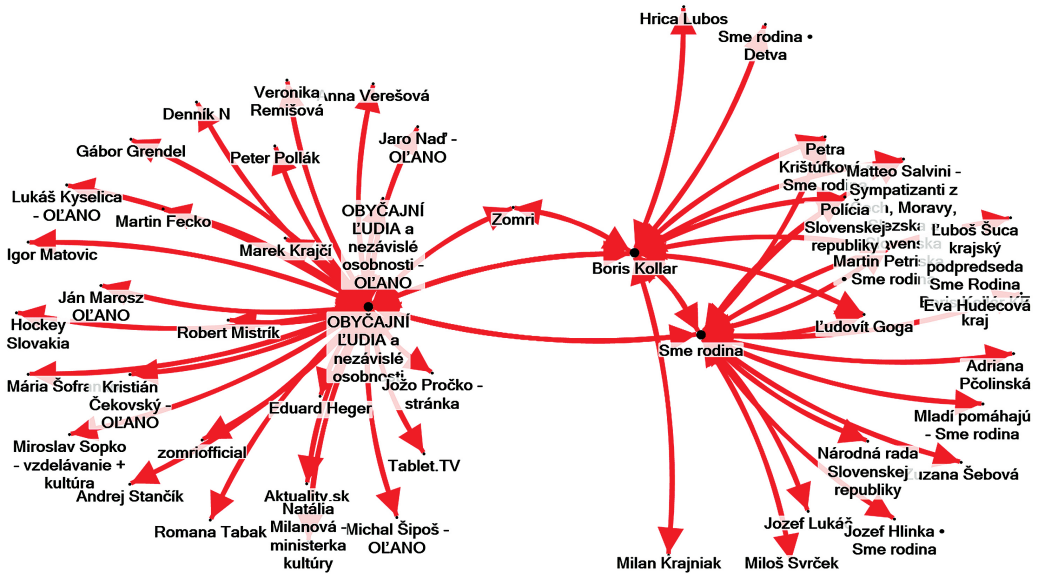 Hrica Lubos
Sme rodina •
Detva
Veronika
Remišová
Anna Verešová
Denník N
Jaro Naď -
OĽANO
Gábor Grendel
Peter Pollák
Petra
Krištúfková
Sme rodina
Matteo Salvini -
Sympatizanti z
Moravy,
Lukáš Kyselica
- OĽANO
Martin Fecko
OBYČAJNÍ
ĽUDIA a
nezávislé
osobnosti -
OĽANO
Zomri
Polícia
Slovenskej
republiky
Ľuboš Šuca
krajský
podpredseda
Sme Rodina
Igor Matovic
Marek Krajčí
Boris Kollar
Martin Petriska
• Sme rodina
Ján Marosz
OĽANO
Eva Hudecová
kraj
Hockey
Slovakia
Robert Mistrík
OBYČAJNÍ
ĽUDIA a
nezávislé
osobnosti
Ľudovít Goga
Sme rodina
Adriana
Pčolinská
Mária Šofranko
Kristián
Čekovský -
OĽANO
Jožo Pročko -
stránka
Eduard Heger
Mladí pomáhajú
- Sme rodina
Miroslav Sopko
- vzdelávanie +
kultúra
zomriofficial
Tablet.TV
Národná rada
Slovenskej
republiky
Zuzana Šebová
Andrej Stančík
Aktuality.sk
Natália
Milanová -
ministerka
kultúry
Romana Tabak
Michal Šipoš -
OĽANO
Jozef Lukáč
Jozef Hlinka •
Sme rodina
Milan Krajniak
Miloš Svrček